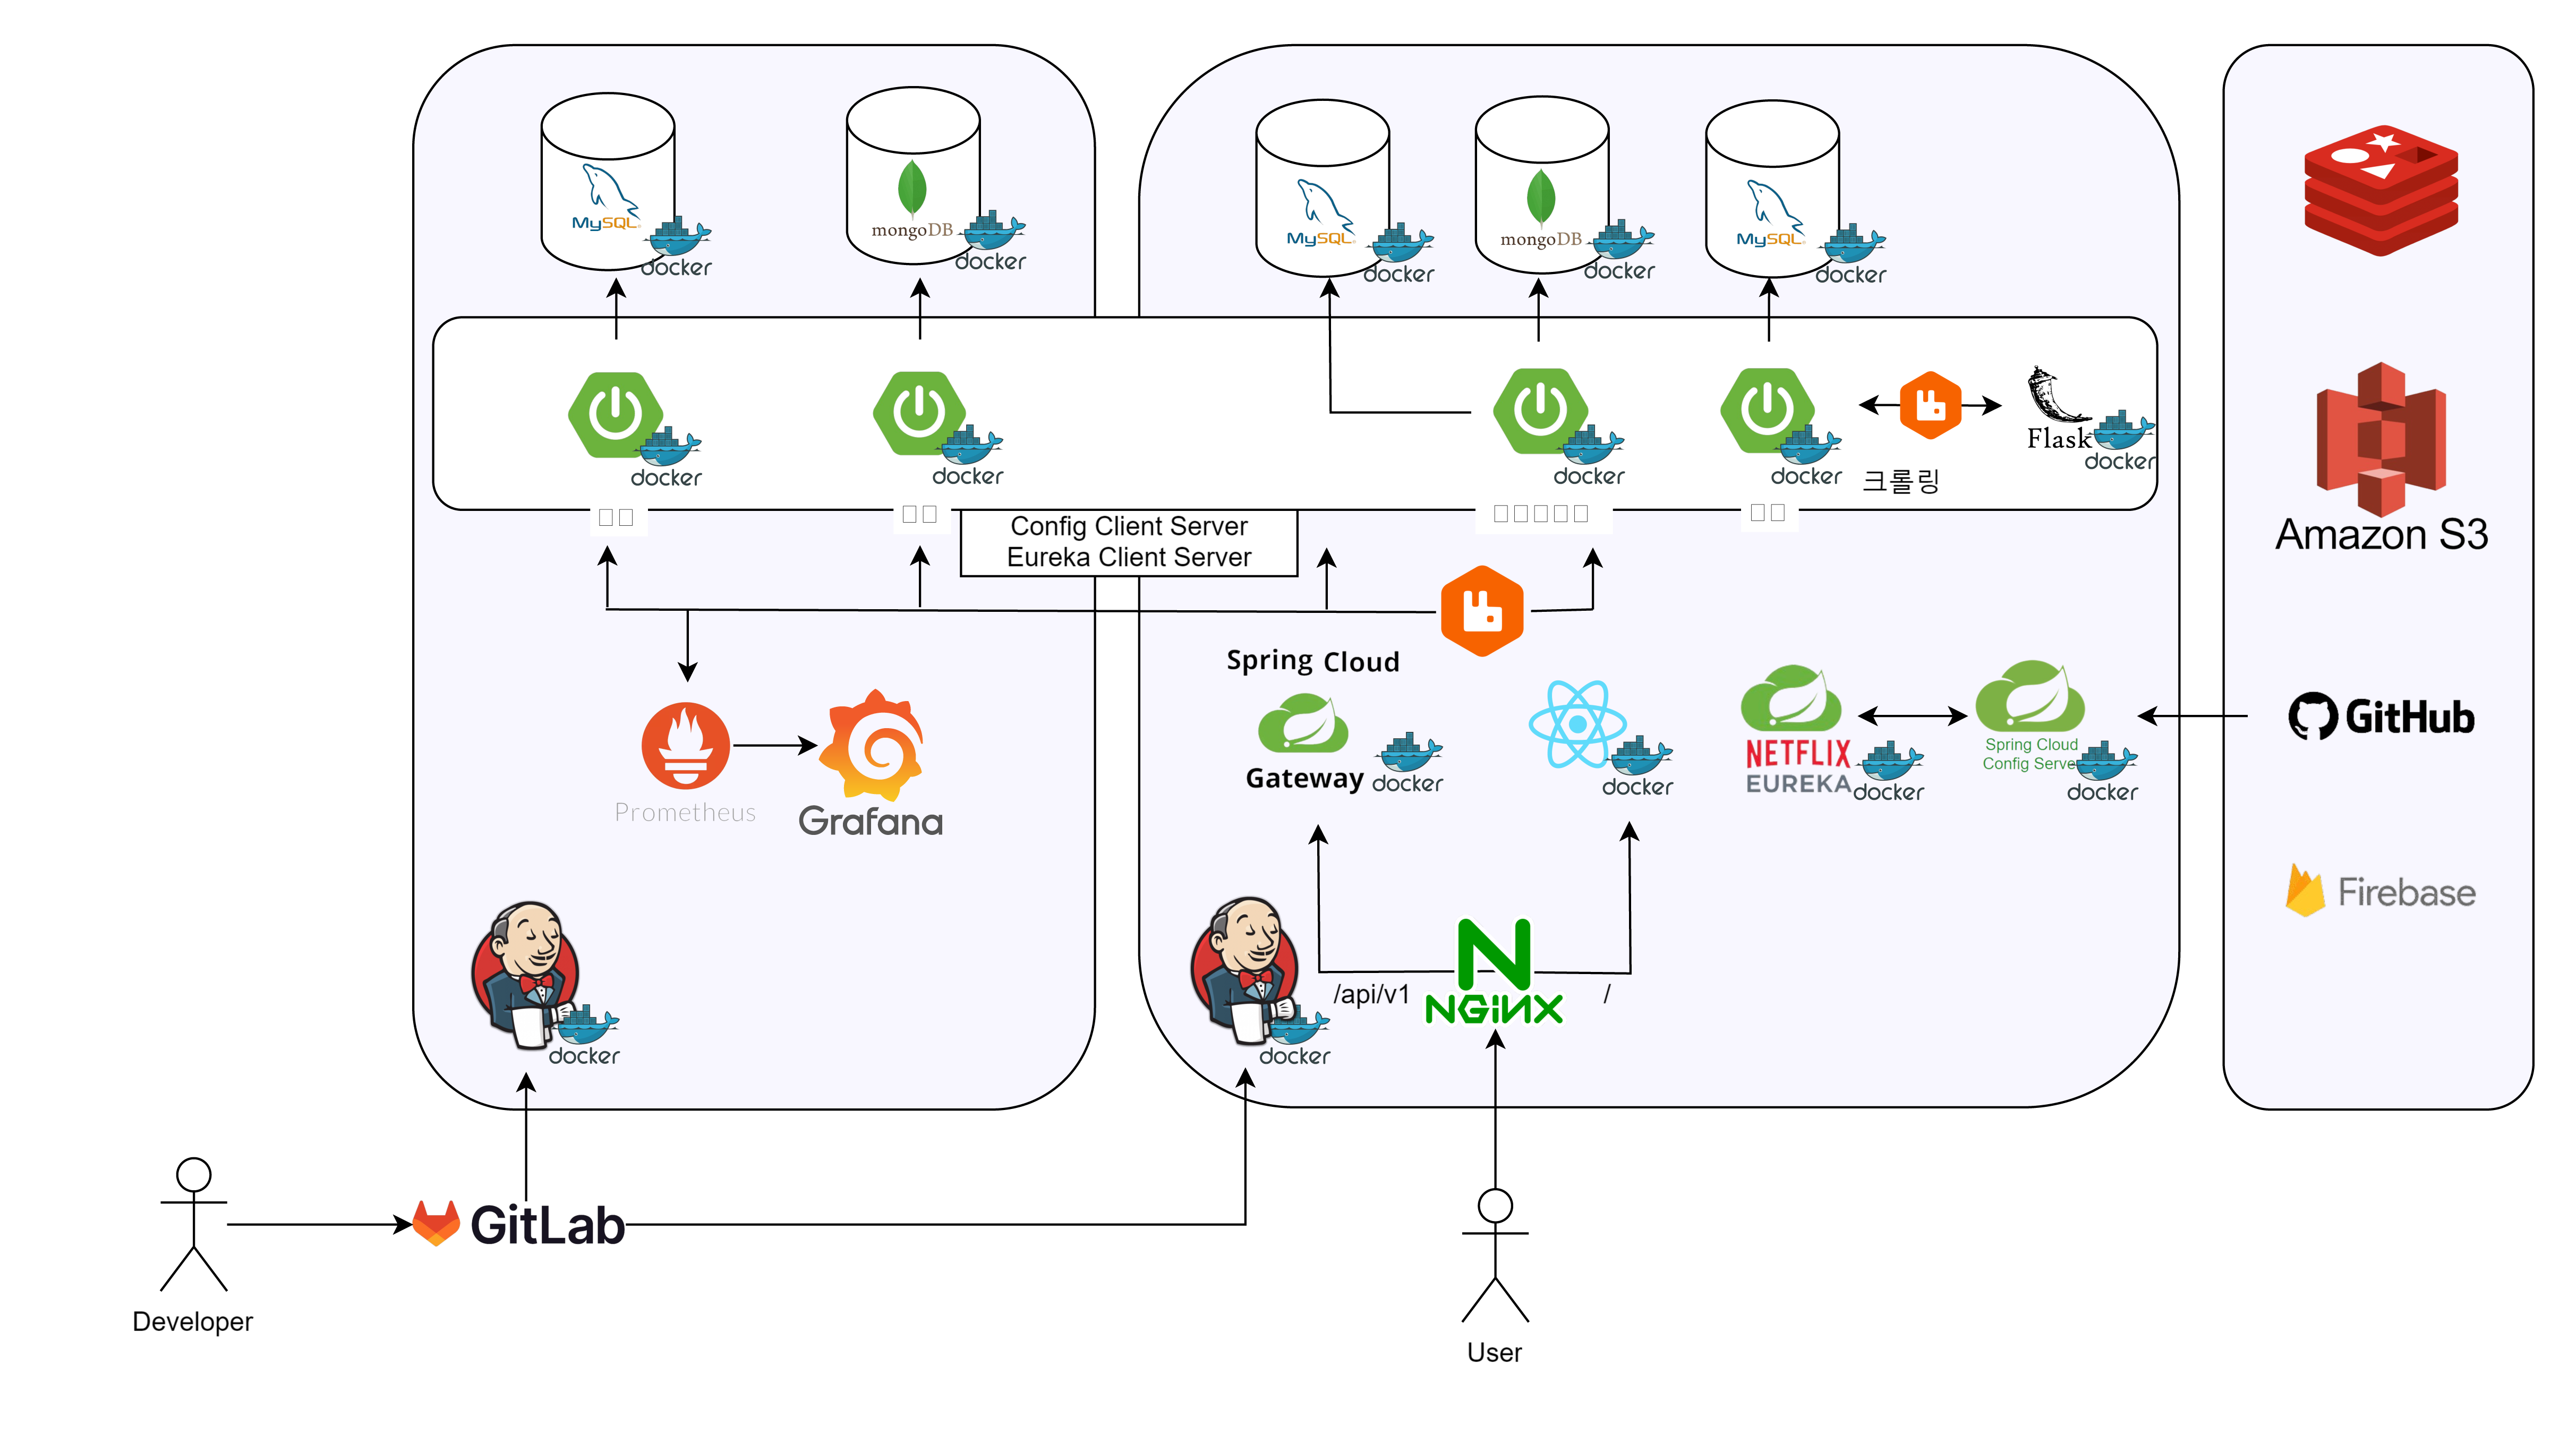 MySQL
docker
mongoDB
docker
MySQL
docker
mongoDB
docker
MySQL
docker
docker
docker
docker
docker
크롤링
Flask
docker
Amazon S3
Config Client Server
Eureka Client Server
Spring Cloud
Gateway
docker
docker
NETFLIX
EUREKA
docker
Spring Cloud
Config Server
docker
GitHub
Prometheus
Grafana
Firebase
docker
docker
/api/v1
NGINX
/
GitLab
Developer
User